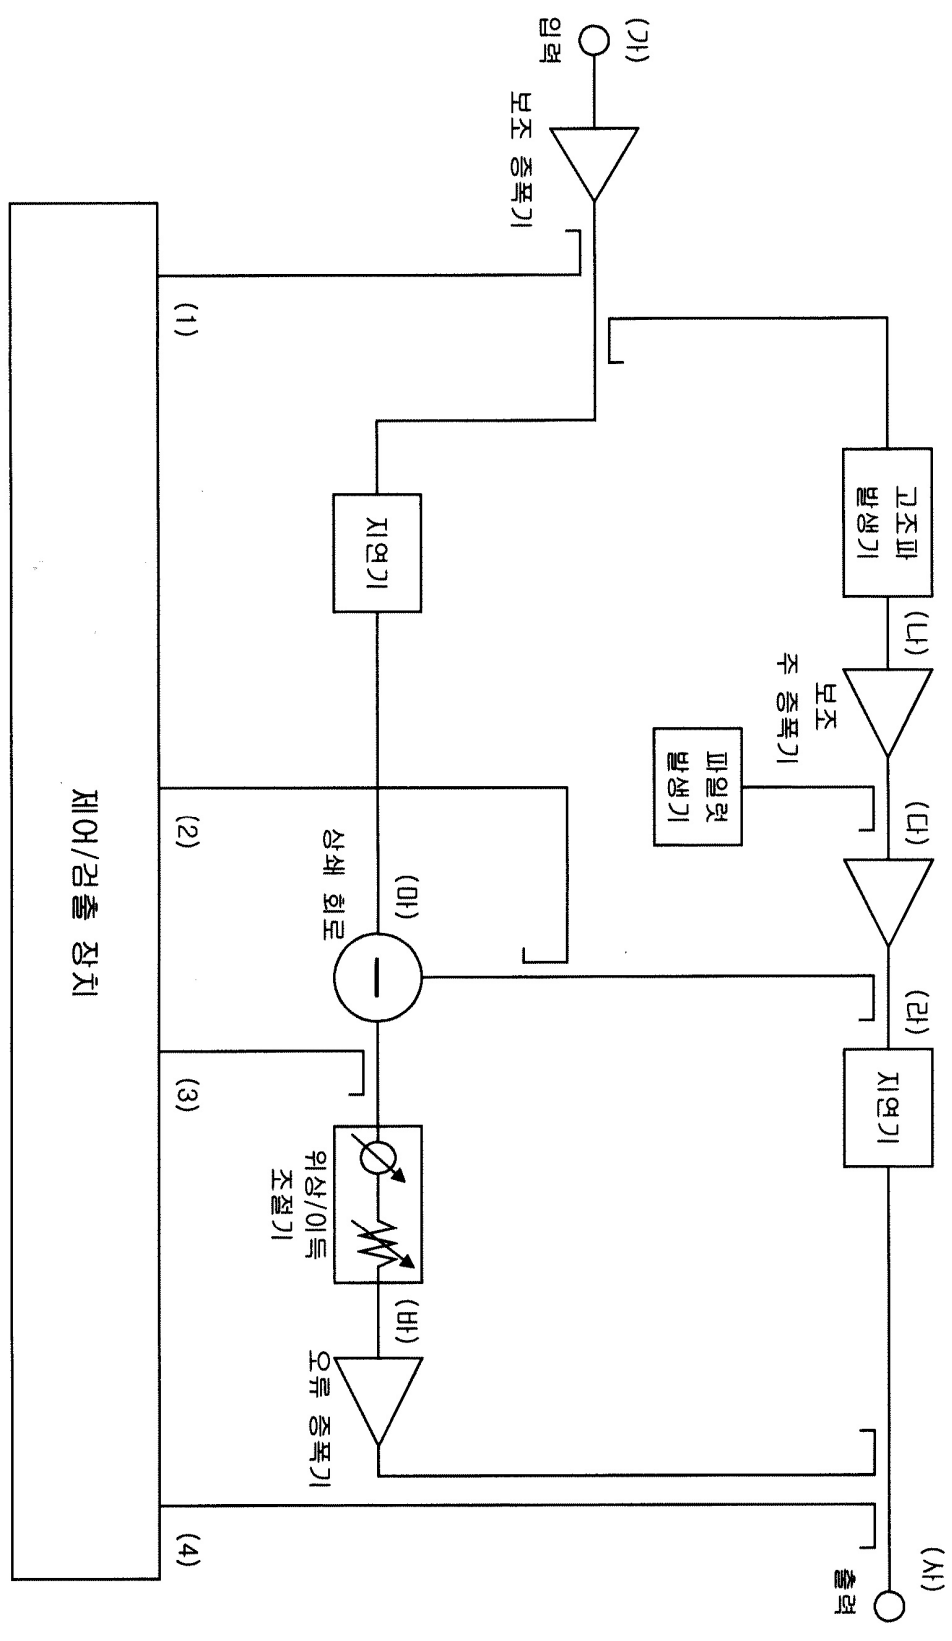 (가)
입력
보조 증폭기
고조파
발생기
(나)
보조
주 증폭기
파일럿
발생기
(다)
(라)
지연기
(사)
출력
지연기
(마)
상쇄 회로
위상/이득
조절기
(바)
오류 증폭기
(1)
(2)
(3)
(4)
제어/검출 장치